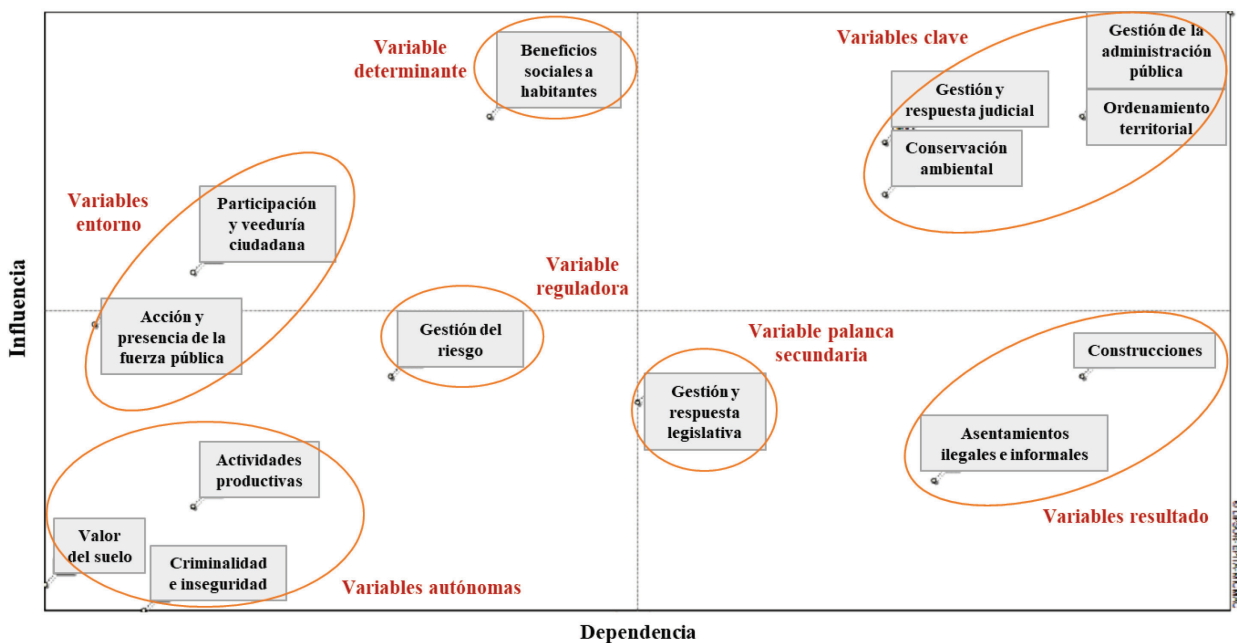 Variable
determinante
Beneficios
sociales a
habitantes
Variables clave
Gestión de la
administración
pública
Gestión y
respuesta judicial
Ordenamiento
territorial
Conservación
ambiental
Variables
entorno
Participación
y veeduría
ciudadana
Variable
reguladora
Influencia
Acción y
presencia de la
fuerza pública
Gestión del
riesgo
Variable palanca
secundaria
Construcciones
Gestión y
respuesta
legislativa
Asentamientos
ilegales e informales
Actividades
productivas
Variables resultado
Valor
del suelo
Criminalidad
e inseguridad
Variables autónomas
Dependencia
© LIPSOR-EPITA-MICMAC